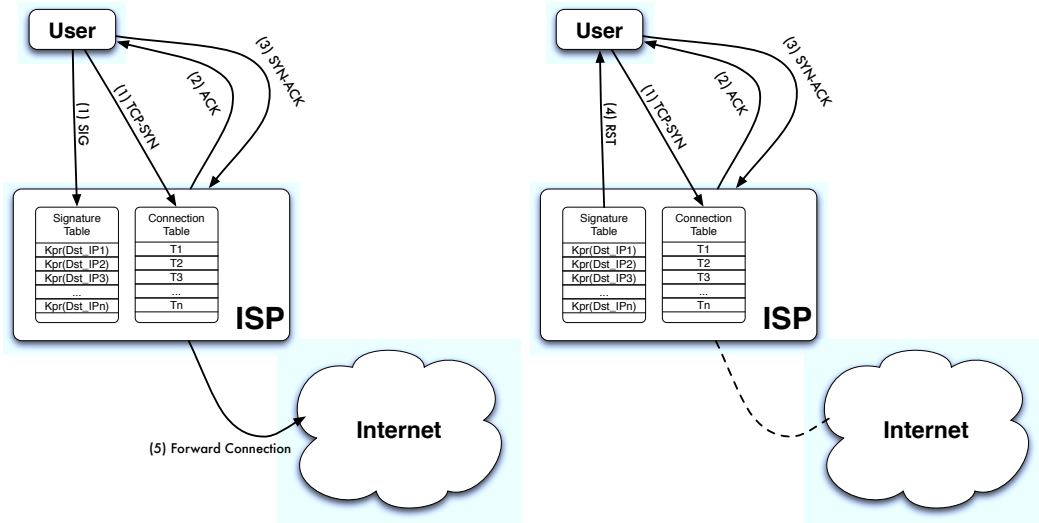 User
(1) SIG
(1) TCP-SYN
(2) ACK
(3) SYN-ACK
Signature
Table
Kpr(Dst_IP1)
Kpr(Dst_IP2)
Kpr(Dst_IP3)
...
Kpr(Dst_IPn)
Connection
Table
T1
T2
T3
...
Tn
ISP
(5) Forward Connection
Internet
User
(4) RST
(1) TCP-SYN
(2) ACK
(3) SYN-ACK
Signature
Table
Kpr(Dst_IP1)
Kpr(Dst_IP2)
Kpr(Dst_IP3)
...
Kpr(Dst_IPn)
Connection
Table
T1
T2
T3
...
Tn
ISP
Internet